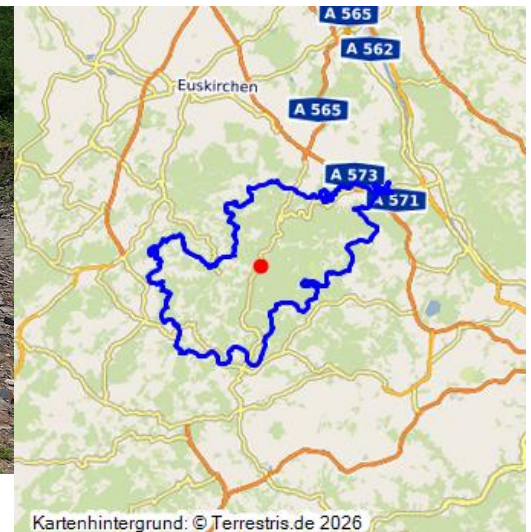 A 565
A 562
Euskirchen
A 565
A 573
A 571
Kartenhintergrund: © Terrestris.de 2026